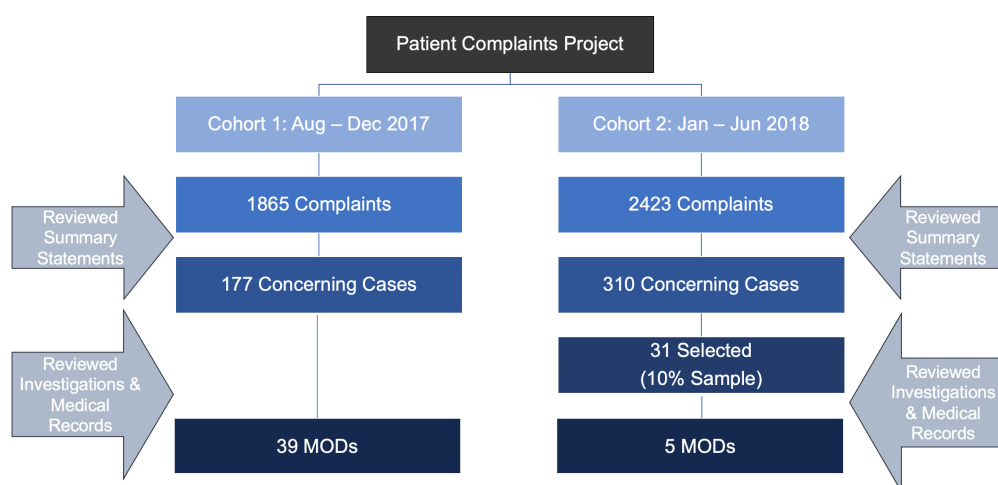 Patient Complaints Project
Cohort 1: Aug – Dec 2017
Cohort 2: Jan – Jun 2018
1865 Complaints
2423 Complaints
Reviewed
Summary
Statements
Reviewed
Summary
Statements
177 Concerning Cases
310 Concerning Cases
31 Selected
(10% Sample)
Reviewed
Investigations &
Medical
Records
Reviewed
Investigations
& Medical
Records
39 MODs
5 MODs